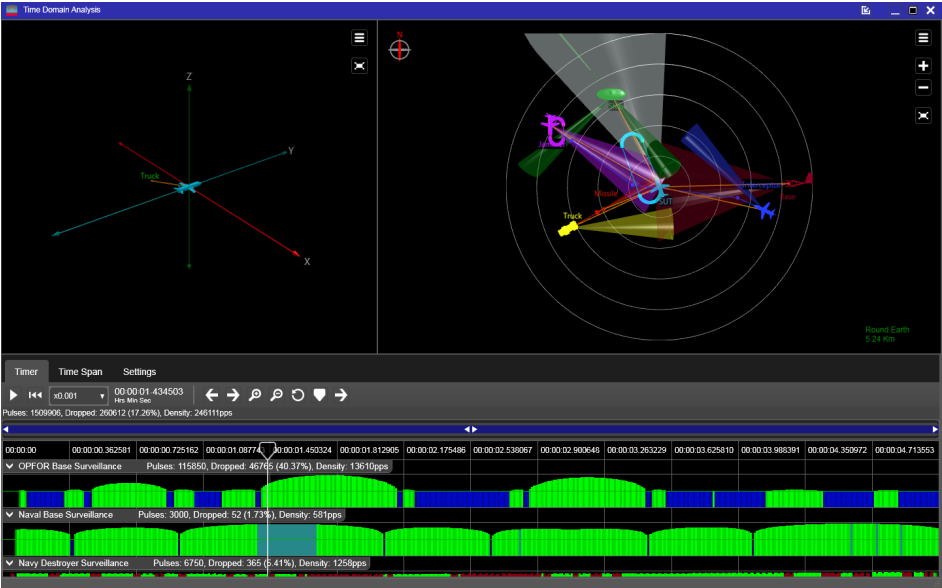 Time Domain Analysis
Z
Y
Truck
X
N
Missile
SUT
Truck
Round Earth
5.24 Km
Timer Time Span Settings
x0.001 00:00:01.434503
Hrs Min Sec
Pulses: 1509906, Dropped: 260612 (17.26%), Density: 246111pps
00:00:00 00:00:00.362581 00:00:00.725162 00:00:01.08774 00:00:01.450324 00:00:01.812905 00:00:02.175486 00:00:02.538067 00:00:02.900648 00:00:03.263229 00:00:03.625810 00:00:03.988391 00:00:04.350972 00:00:04.713553
OPFOR Base Surveillance Pulses: 115850, Dropped: 46765 (40.37%), Density: 13610pps
Naval Base Surveillance Pulses: 3000, Dropped: 52 (1.73%), Density: 581pps
Navy Destroyer Surveillance Pulses: 6750, Dropped: 365 (5.41%), Density: 1258pps